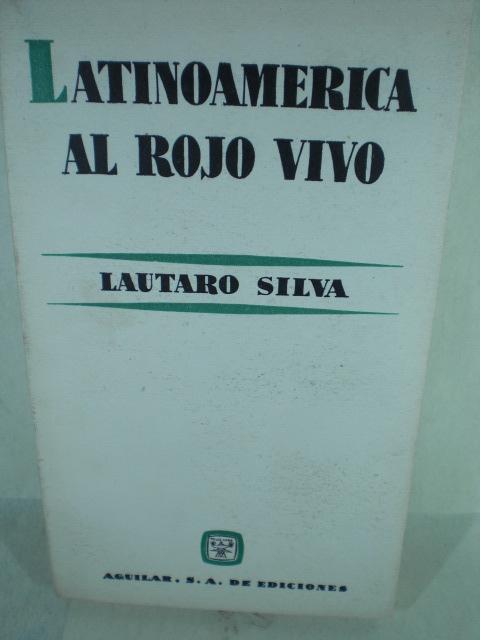 LATINOAMERICA
AL ROJO VIVO
LAUTARO SILVA
AGUILAR, S. A. DE EDICIONES